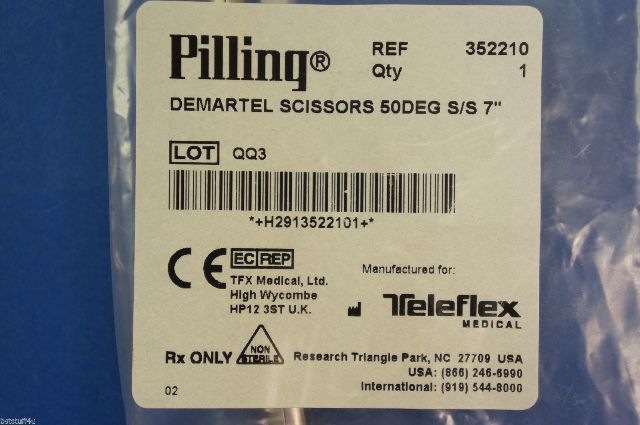 Pilling® REF 352210
Qty 1
DEMARTEL SCISSORS 50DEG S/S 7"
LOT QQ3
*+H2913522101+*
CE EC REP
TFX Medical, Ltd.
High Wycombe
HP12 3ST U.K.
Manufactured for:
Teleflex
MEDICAL
Rx ONLY
NON
STERILE
Research Triangle Park, NC 27709 USA
USA: (866) 246-6990
International: (919) 544-8000
02
botstuff4u